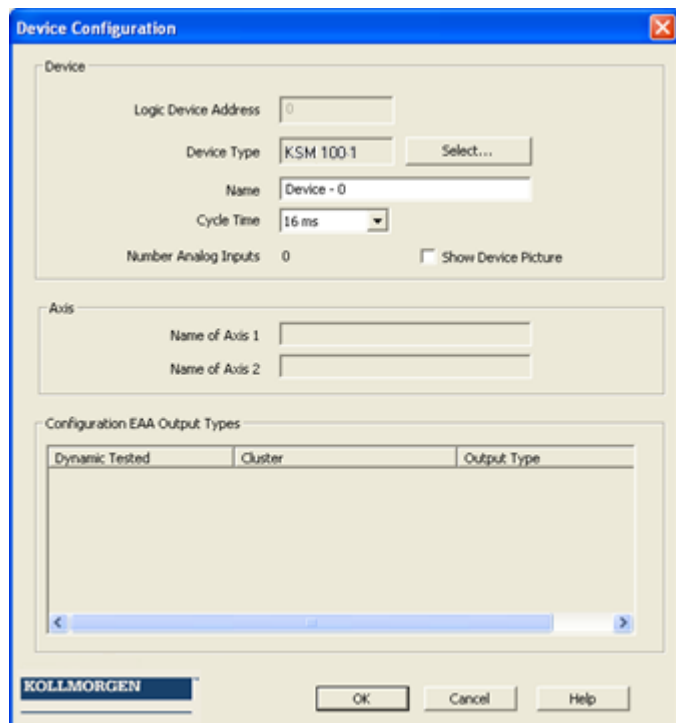 Device Configuration
Device
Logic Device Address 0
Device Type KSM 100-1 Select...
Name Device - 0
Cycle Time 16 ms
Number Analog Inputs 0 Show Device Picture
Axis
Name of Axis 1
Name of Axis 2
Configuration EAA Output Types
Dynamic Tested Cluster Output Type
KOLLMORGEN
OK Cancel Help